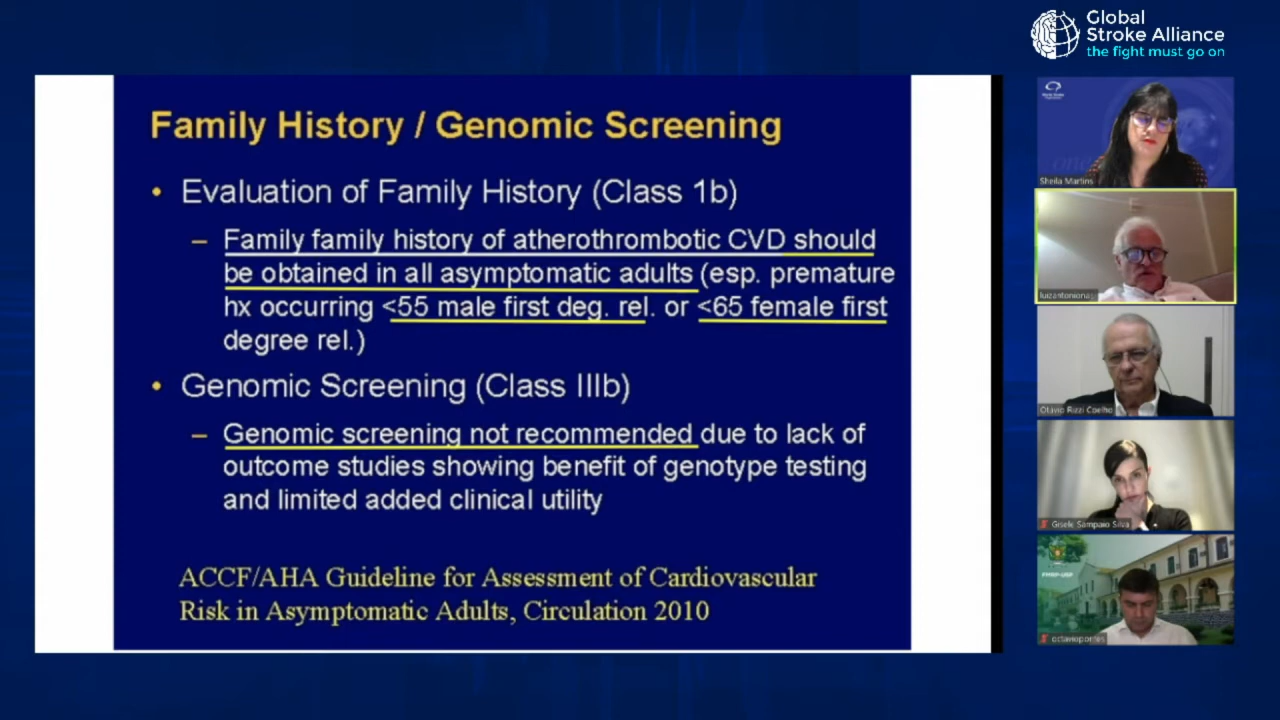 Global
Stroke Alliance
the fight must go on
Family History / Genomic Screening
• Evaluation of Family History (Class 1b)
– Family family history of atherothrombotic CVD should
be obtained in all asymptomatic adults (esp. premature
hx occurring <55 male first deg. rel. or <65 female first
degree rel.)
• Genomic Screening (Class IIIb)
– Genomic screening not recommended due to lack of
outcome studies showing benefit of genotype testing
and limited added clinical utility
ACCF/AHA Guideline for Assessment of Cardiovascular
Risk in Asymptomatic Adults, Circulation 2010
Sheila Martins
Otavio Rizzi Coelho
Gisele Sampaio Silva
FMRP-USP